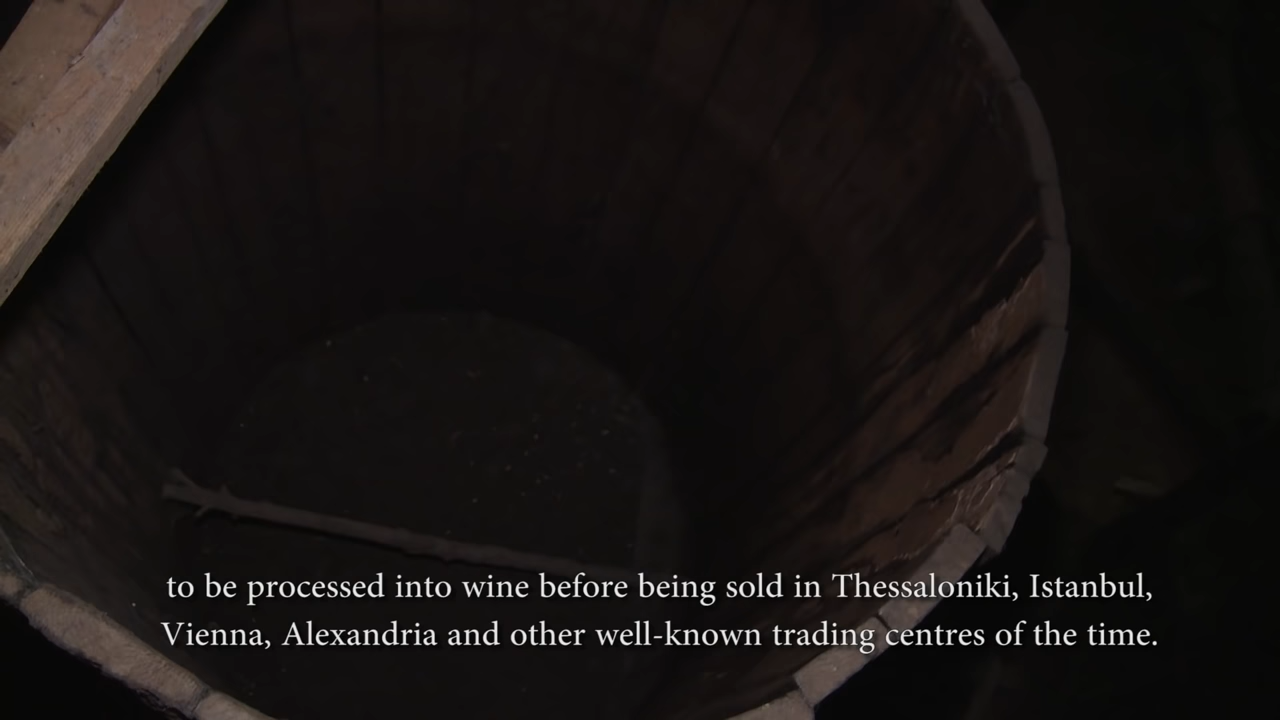 to be processed into wine before being sold in Thessaloniki, Istanbul,
Vienna, Alexandria and other well-known trading centres of the time.